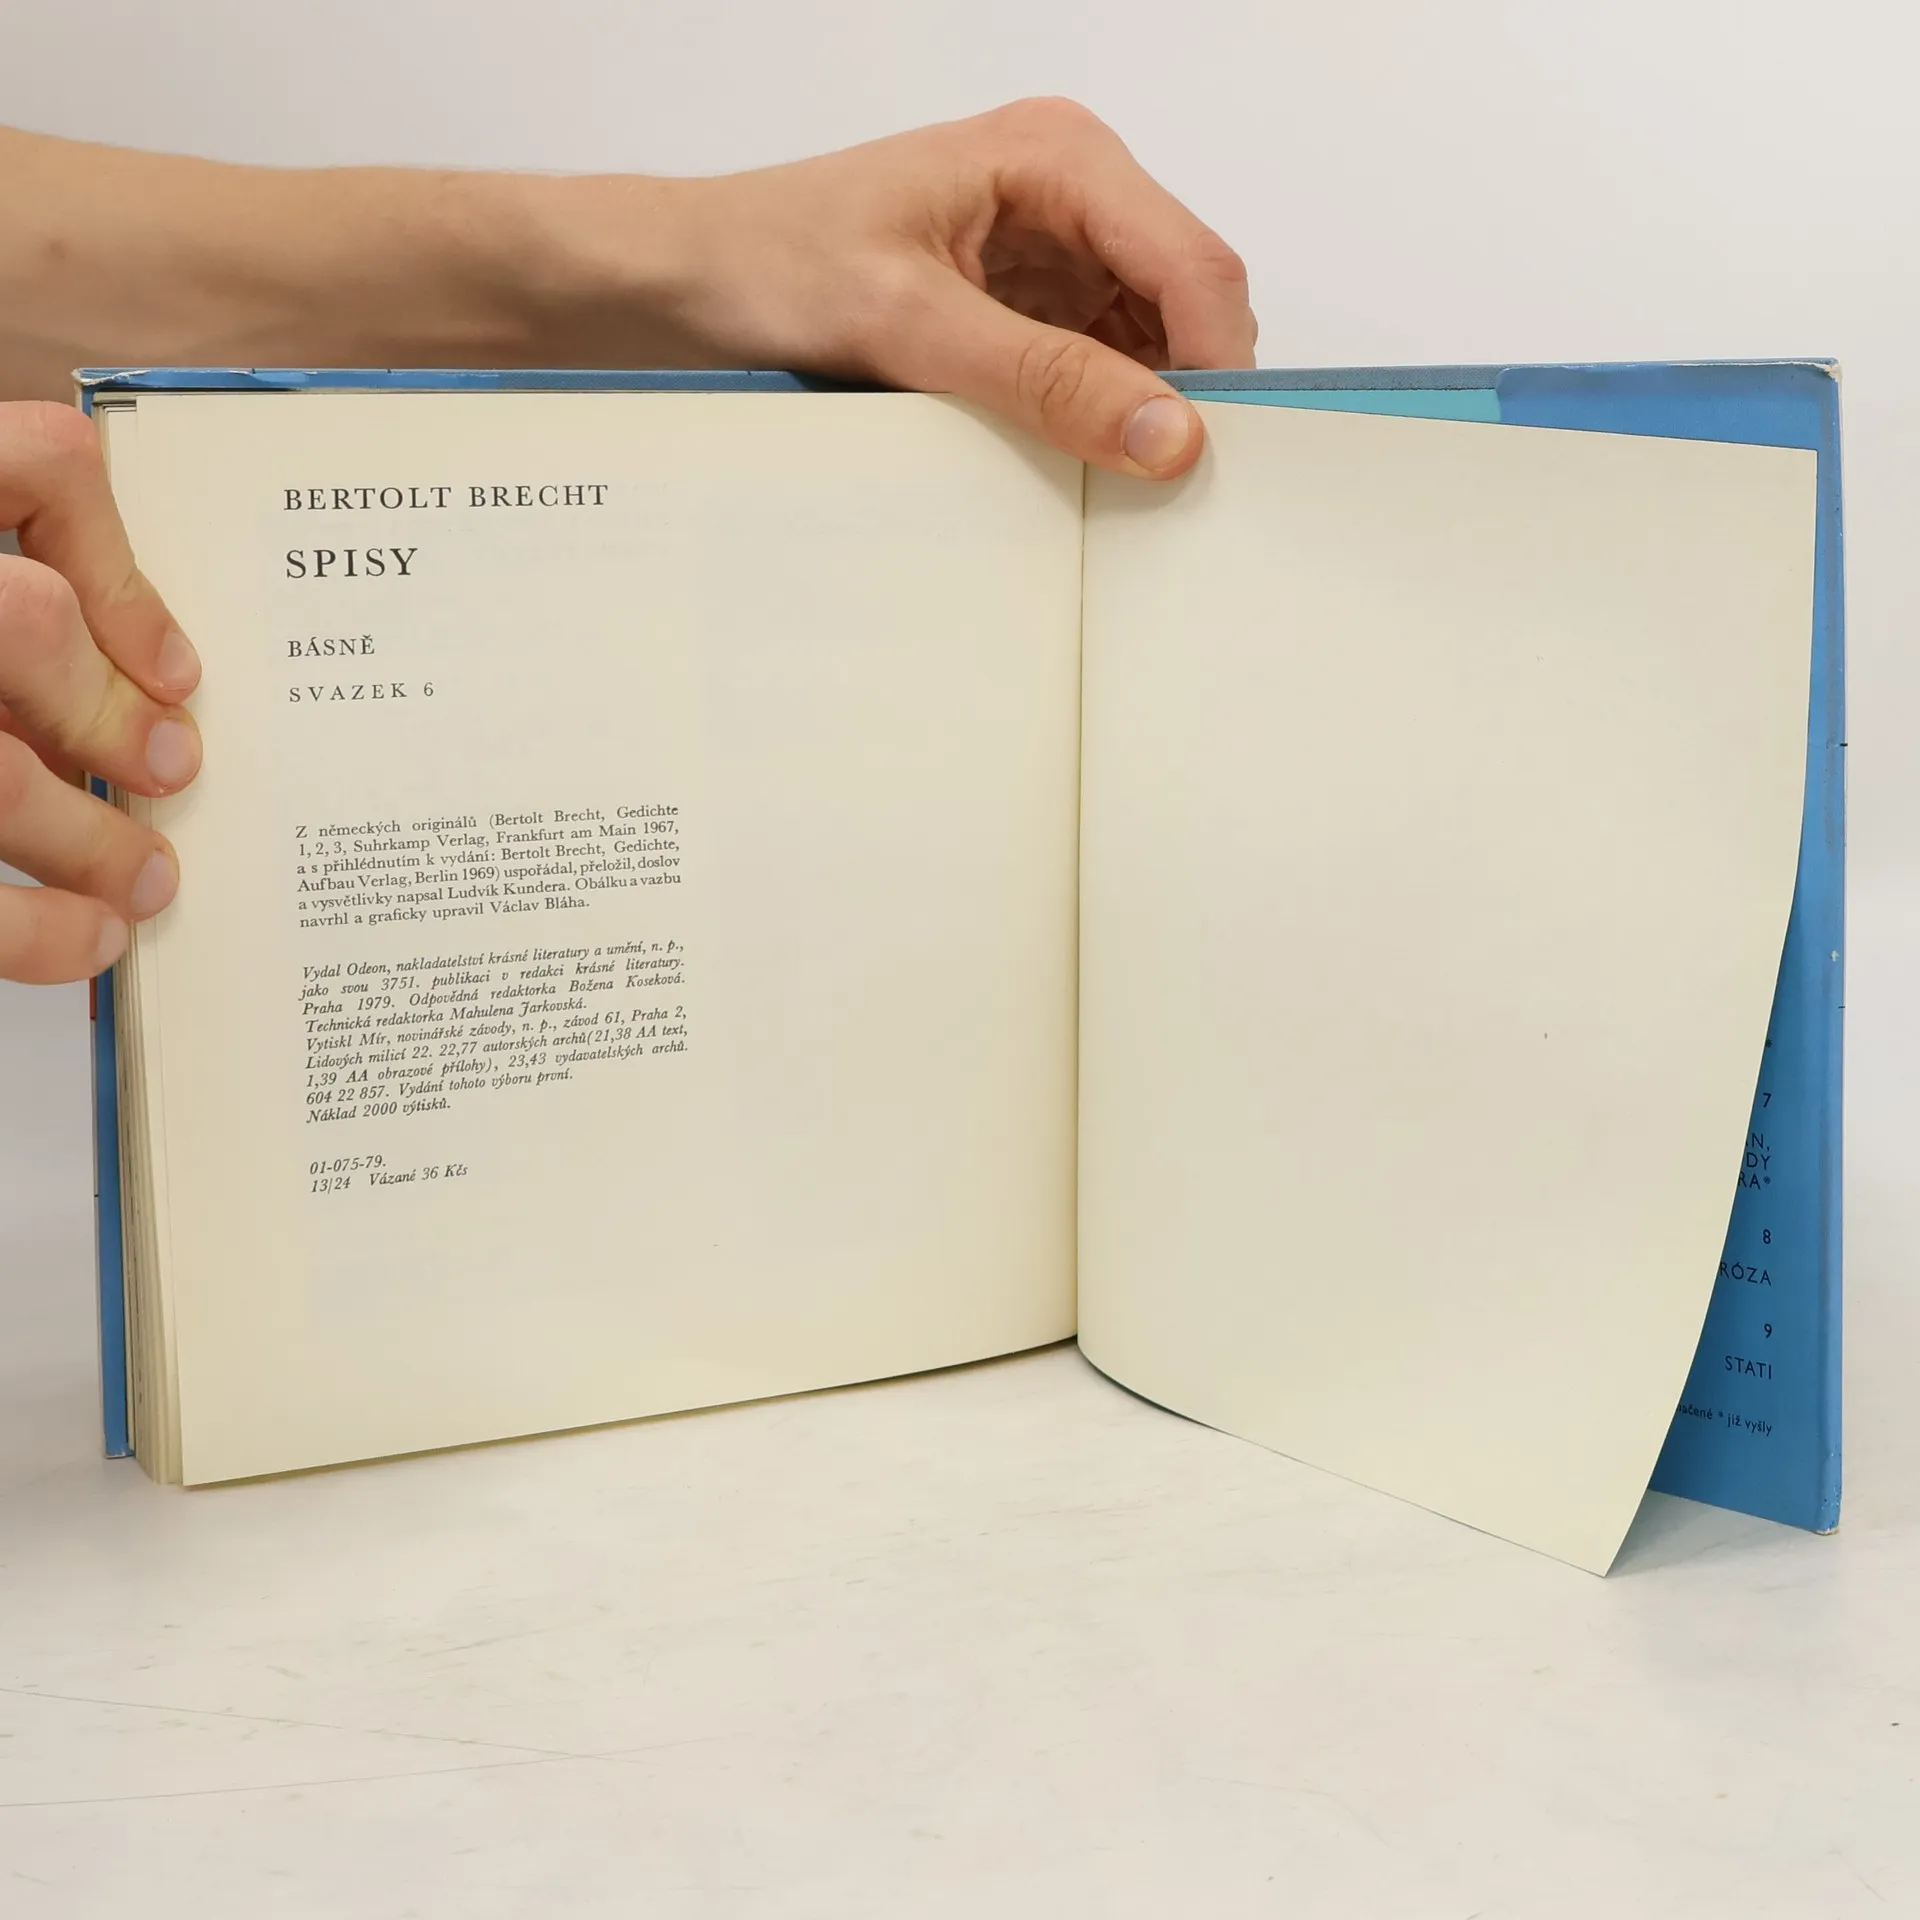 BERTOLT BRECHT
SPISY
BÁSNĚ
SVAZEK 6
Z německých originálů (Bertolt Brecht, Gedichte
1, 2, 3, Suhrkamp Verlag, Frankfurt am Main 1967,
a s přihlédnutím k vydání: Bertolt Brecht, Gedichte,
Aufbau Verlag, Berlin 1969) uspořádal, přeložil, doslov
a vysvětlivky napsal Ludvík Kundera. Obálku a vazbu
navrhl a graficky upravil Václav Bláha.
Vydal Odeon, nakladatelství krásné literatury a umění, n. p.,
jako svou 3751. publikaci v redakci krásné literatury.
Praha 1979. Odpovědná redaktorka Božena Koseková.
Technická redaktorka Mahulena Jarkovská.
Vytiskl Mír, novinářské závody, n. p., závod 61, Praha 2,
Lidových milicí 22. 22,77 autorských archů (21,38 AA text,
1,39 AA obrazové přílohy), 23,43 vydavatelských archů.
604 22 857. Vydání tohoto výboru první.
Náklad 2000 výtisků.
01-075-79.
13/24 Vázané 36 Kčs
7
8
9
STATI
* již vyšly